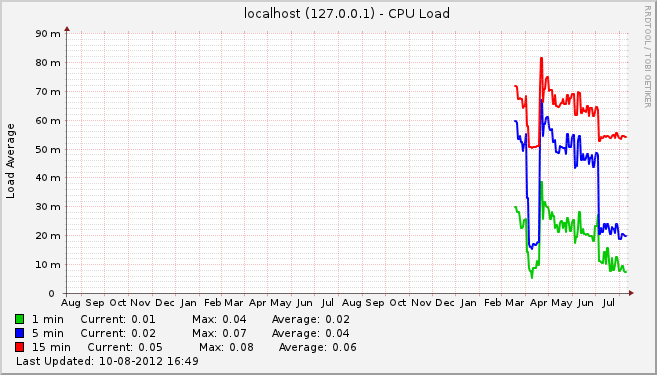 localhost (127.0.0.1) - CPU Load
RRDTOOL / TOBI OETIKER
Load Average
90 m
80 m
70 m
60 m
50 m
40 m
30 m
20 m
10 m
0
Aug Sep Oct Nov Dec Jan Feb Mar Apr May Jun Jul Aug Sep Oct Nov Dec Jan Feb Mar Apr May Jun Jul
1 min Current: 0.01 Max: 0.04 Average: 0.02
5 min Current: 0.02 Max: 0.07 Average: 0.04
15 min Current: 0.05 Max: 0.08 Average: 0.06
Last Updated: 10-08-2012 16:49